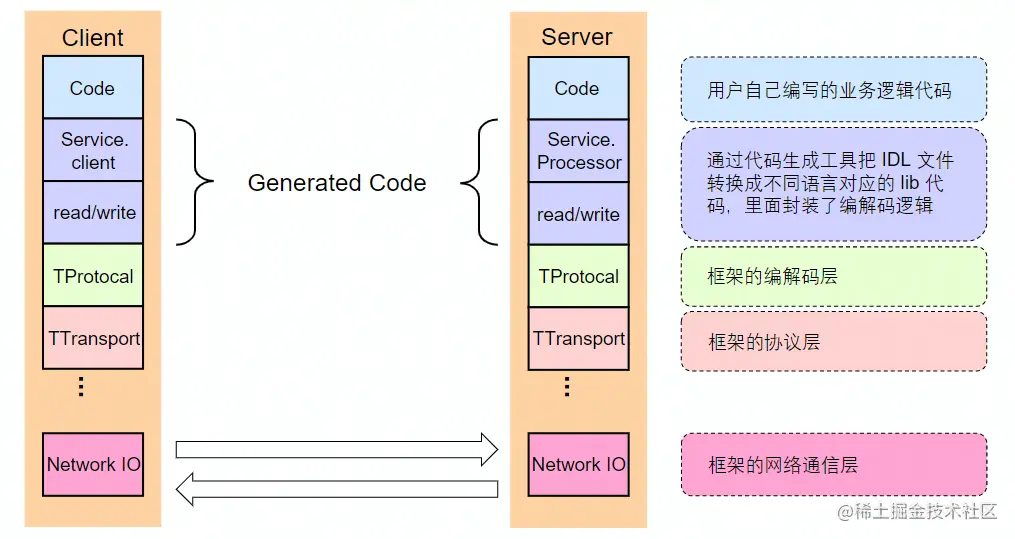 Client
Server
Code
Code
用户自己编写的业务逻辑代码
Service.
client
Service.
Processor
Generated Code
通过代码生成工具把 IDL 文件
转换成不同语言对应的 lib 代
码，里面封装了编解码逻辑
read/write
read/write
TProtocal
TProtocal
框架的编解码层
TTransport
TTransport
框架的协议层
Network IO
Network IO
框架的网络通信层
@稀土掘金技术社区